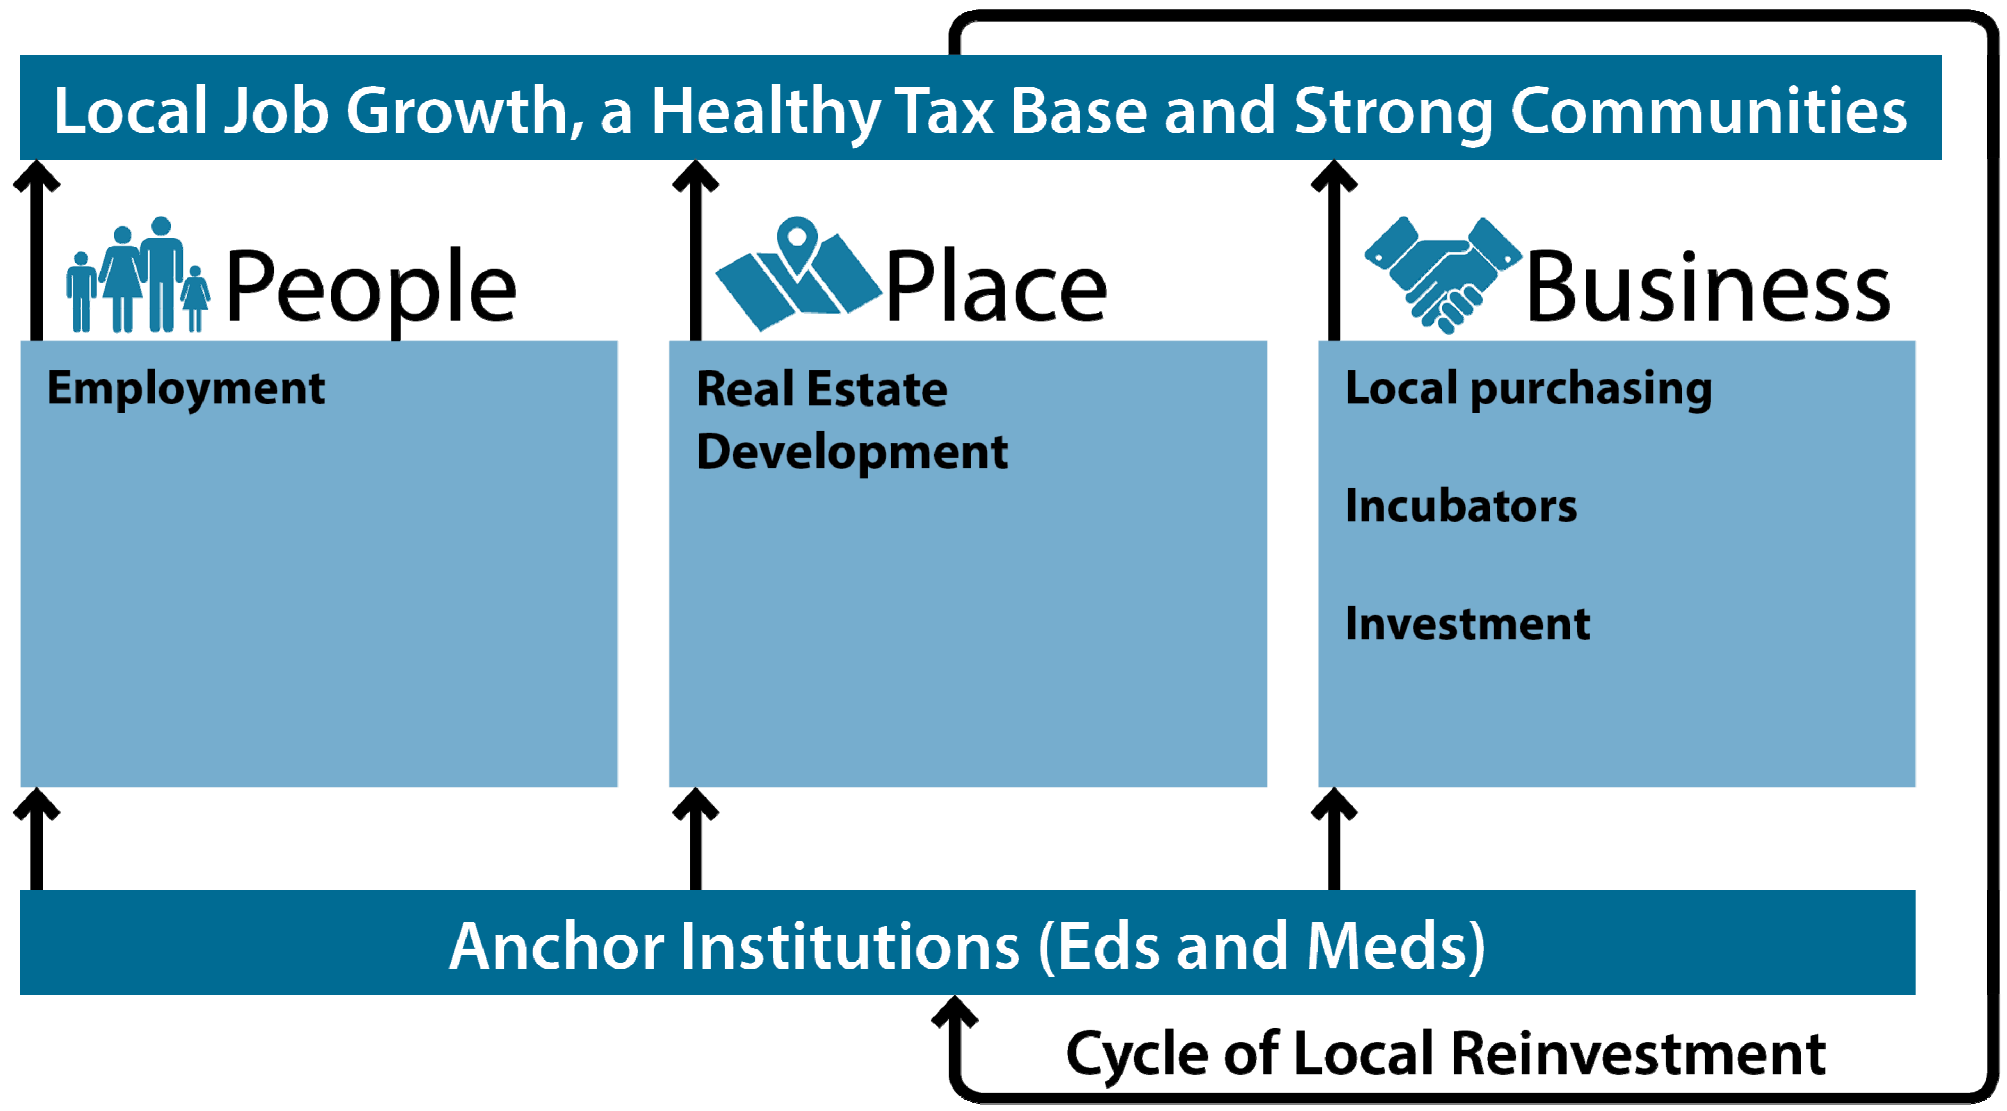 Local Job Growth, a Healthy Tax Base and Strong Communities
People
Employment
Place
Real Estate
Development
Business
Local purchasing
Incubators
Investment
Anchor Institutions (Eds and Meds)
Cycle of Local Reinvestment